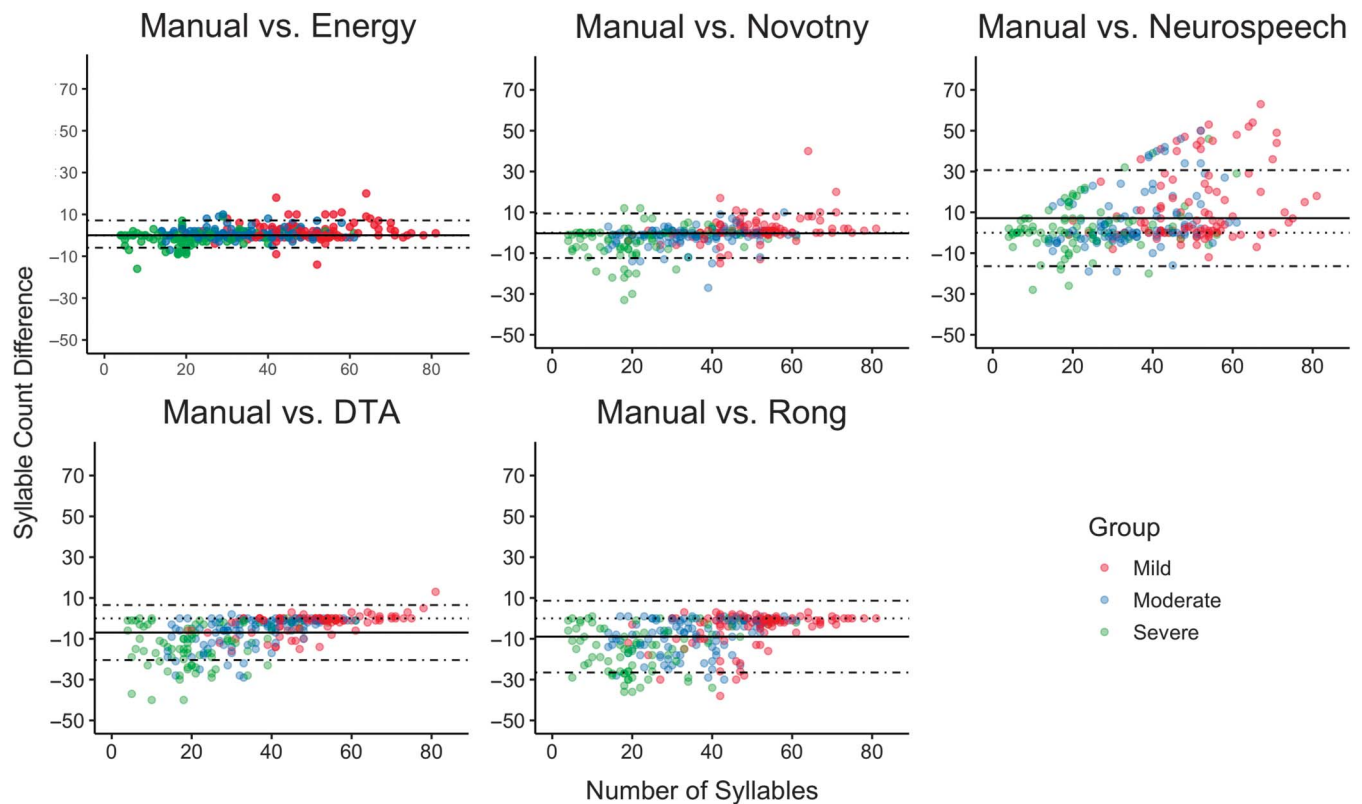 Manual vs. Energy
Manual vs. Novotny
Manual vs. Neurospeech
70
50
30
10
−10
−30
−50
0 20 40 60 80
70
50
30
10
−10
−30
−50
0 20 40 60 80
70
50
30
10
−10
−30
−50
0 20 40 60 80
Syllable Count Difference
Manual vs. DTA
Manual vs. Rong
70
50
30
10
−10
−30
−50
0 20 40 60 80
70
50
30
10
−10
−30
−50
0 20 40 60 80
Number of Syllables
Group
Mild
Moderate
Severe